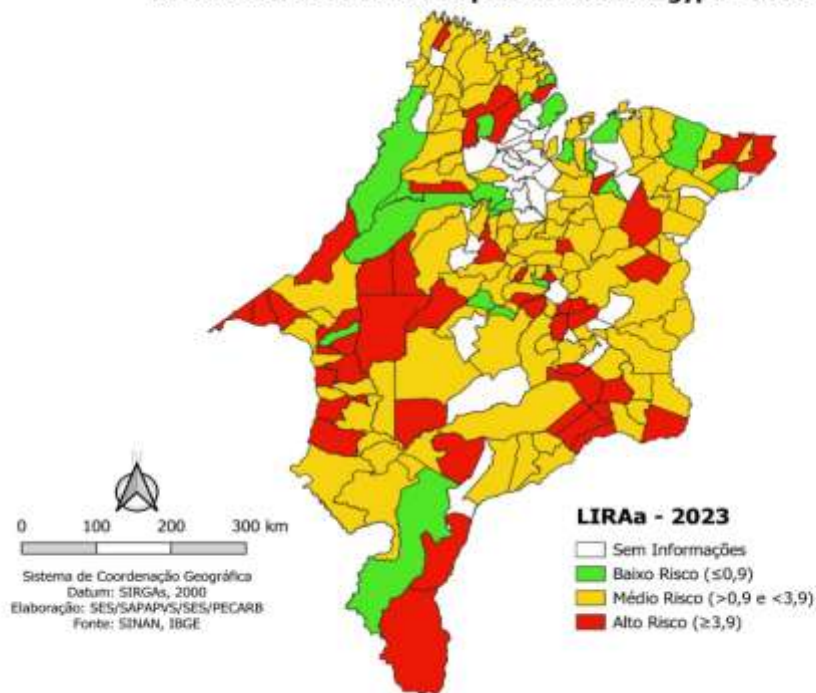 N
0 100 200 300 km
Sistema de Coordenação Geográfica
Datum: SIRGAs, 2000
Elaboração: SES/SAPAPVS/SES/PECARB
Fonte: SINAN, IBGE
LIRAa - 2023
Sem Informações
Baixo Risco (≤0,9)
Médio Risco (>0,9 e <3,9)
Alto Risco (≥3,9)